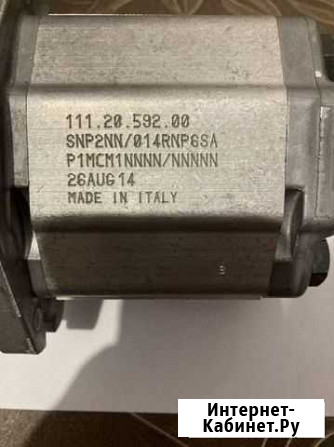 111.20.592.00
SNP2NN/014RNP6SA
P1MCM1NNNN/NNNNN
26AUG14
MADE IN ITALY
Интернет-
Кабинет.Ру